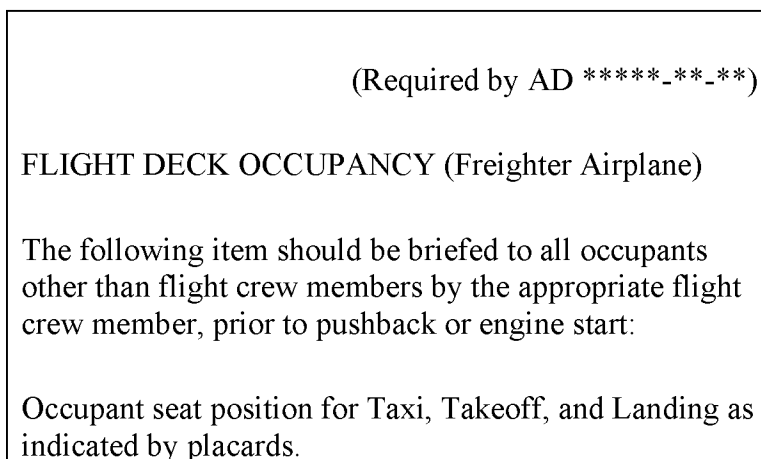 (Required by AD *****-**-**)
FLIGHT DECK OCCUPANCY (Freighter Airplane)
The following item should be briefed to all occupants
other than flight crew members by the appropriate flight
crew member, prior to pushback or engine start:
Occupant seat position for Taxi, Takeoff, and Landing as
indicated by placards.